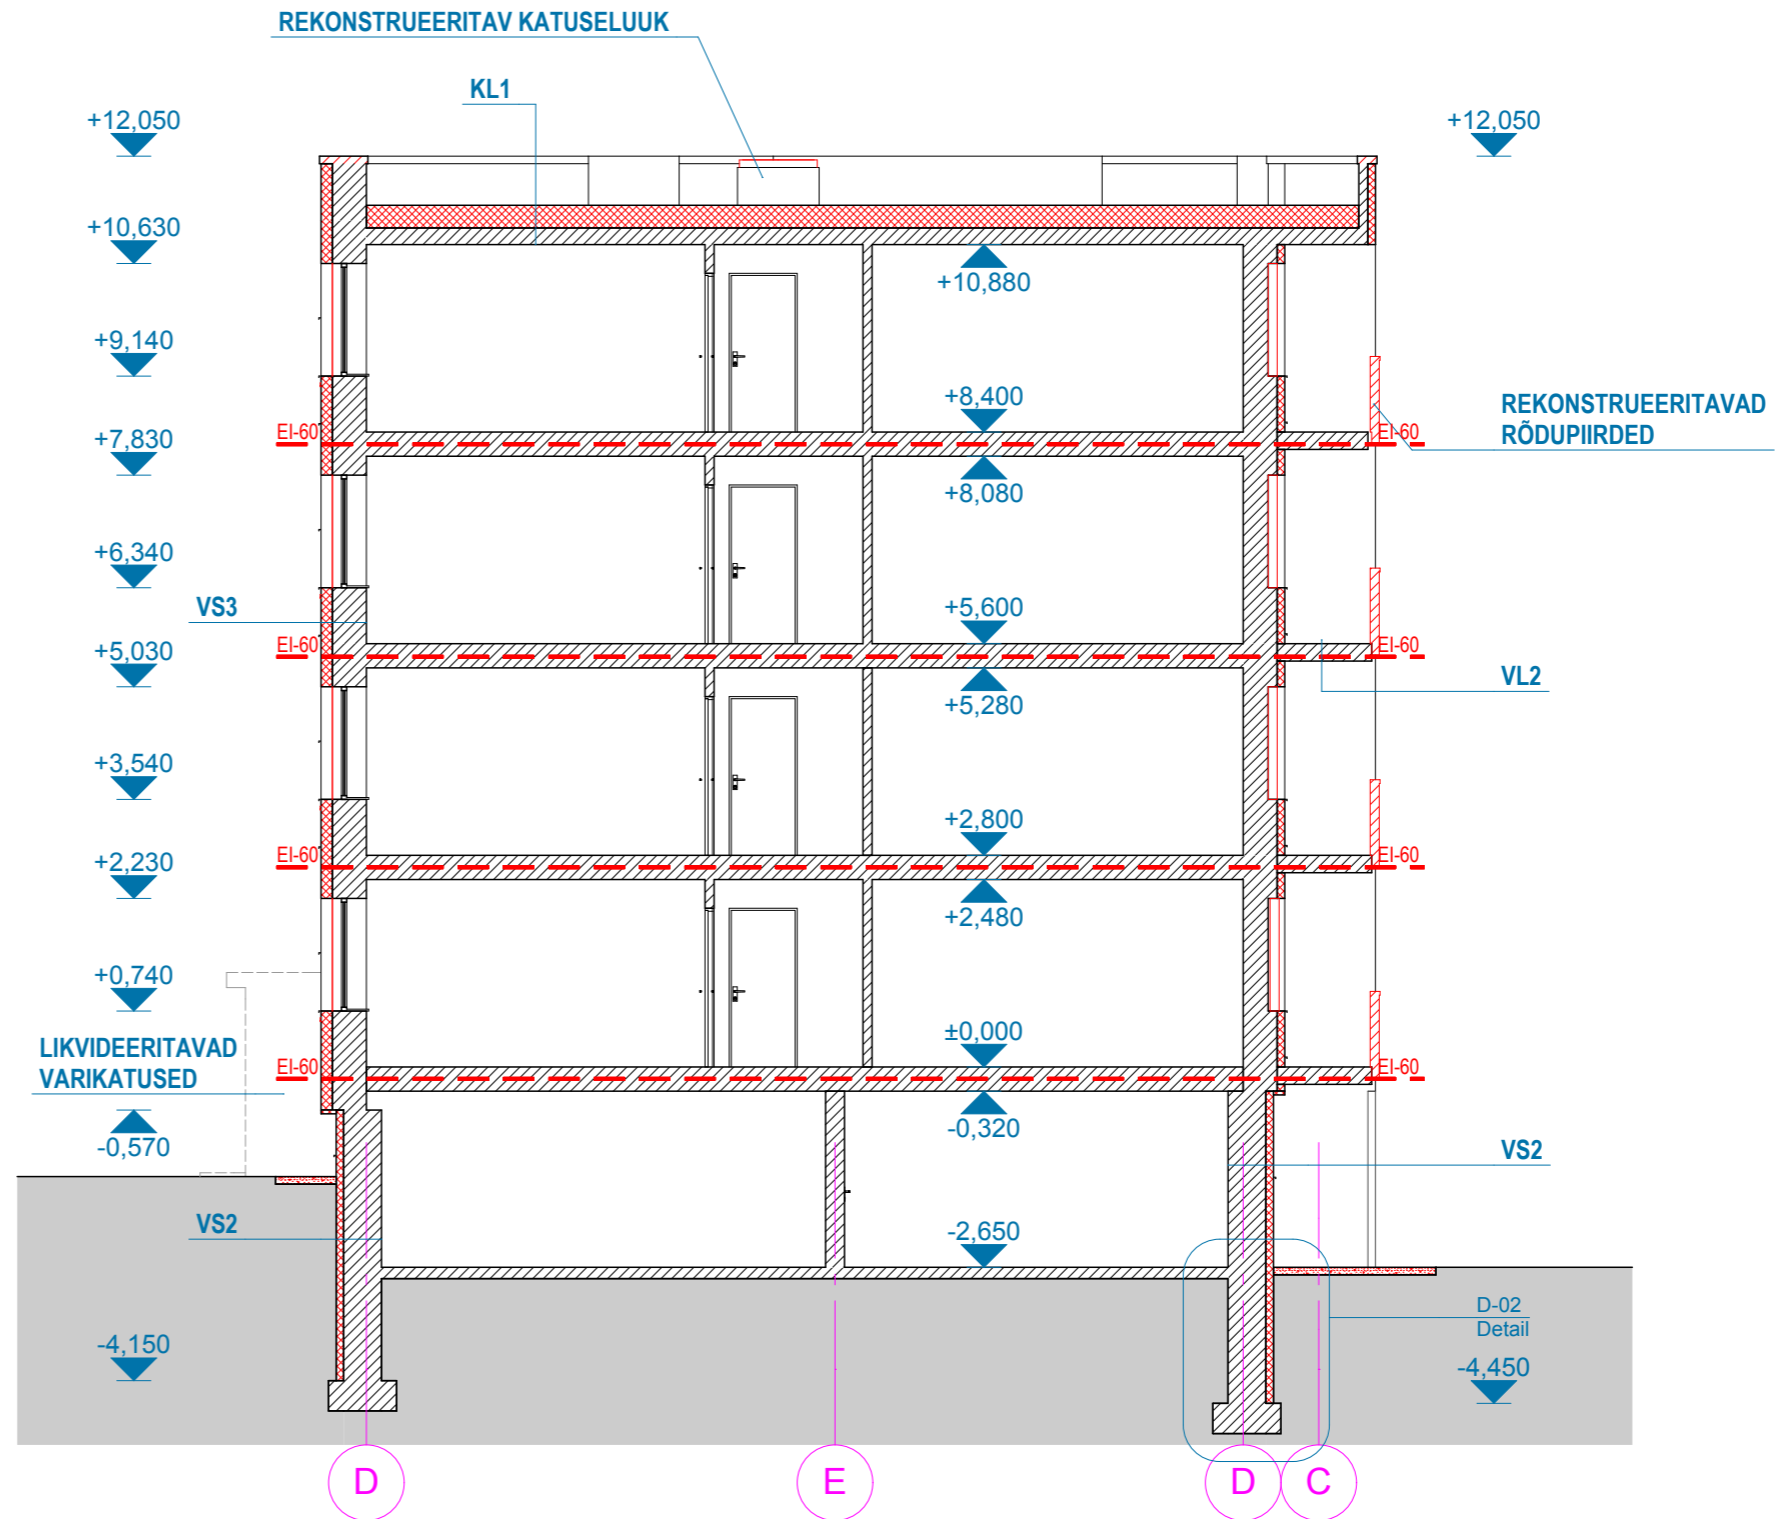 REKONSTRUEERITAV KATUSELUUK
KL1
+12,050
+12,050
+10,630
+10,880
+9,140
+8,400
REKONSTRUEERITAVAD
RÕDUPIIRDED
+7,830
EI-60
EI-60
+8,080
+6,340
VS3
+5,600
+5,030
EI-60
EI-60
VL2
+5,280
+3,540
+2,800
+2,230
EI-60
EI-60
+2,480
+0,740
±0,000
LIKVIDEERITAVAD
VARIKATUSED
EI-60
EI-60
-0,320
-0,570
VS2
VS2
-2,650
D-02
Detail
-4,150
-4,450
D
E
D
C